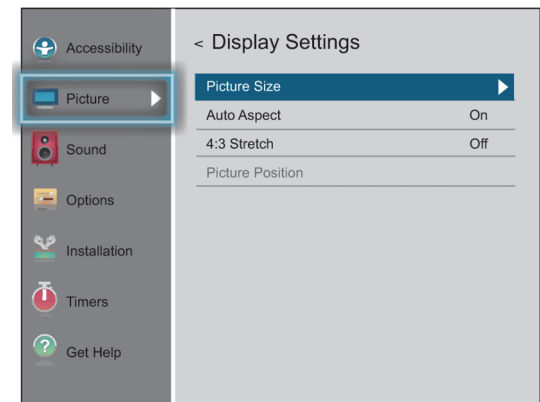 Accessibility
Picture
Sound
Options
Installation
Timers
Get Help
< Display Settings
Picture Size
Auto Aspect On
4:3 Stretch Off
Picture Position